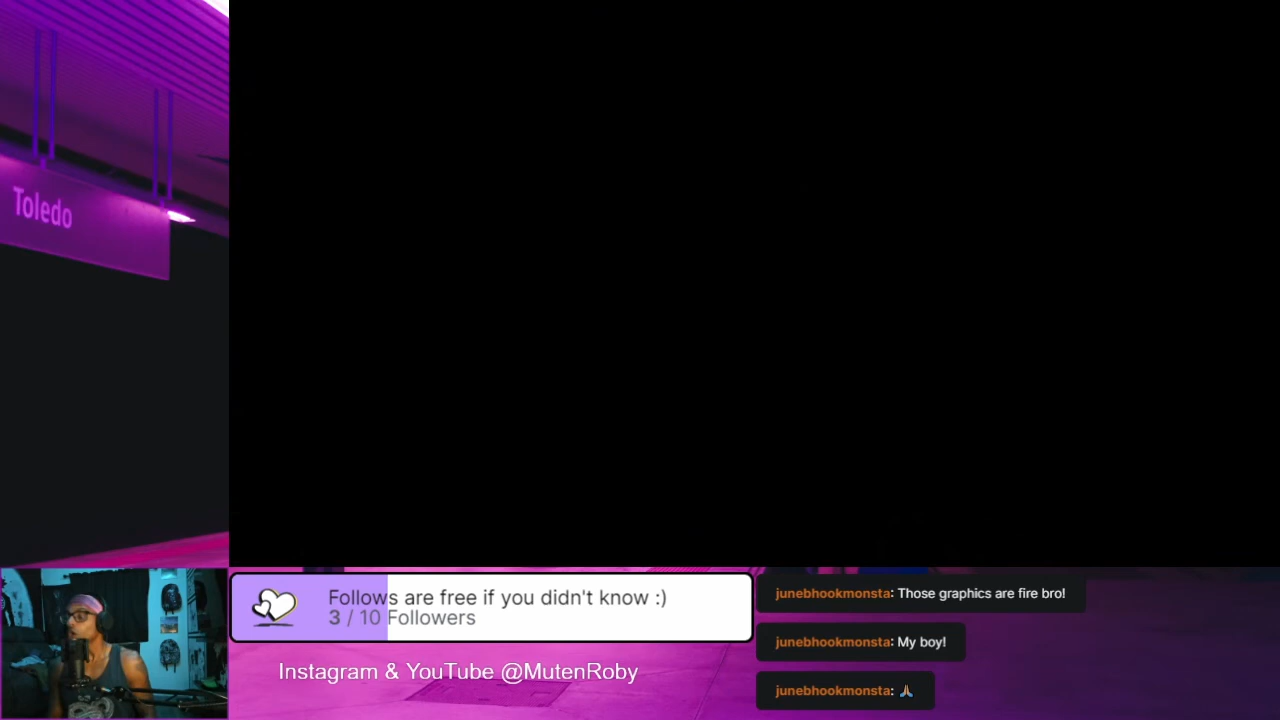 Toledo
Follows are free if you didn't know :)
3 / 10 Followers
Instagram & YouTube @MutenRoby
junebhookmonsta: Those graphics are fire bro!
junebhookmonsta: My boy!
junebhookmonsta: 🙏🏽